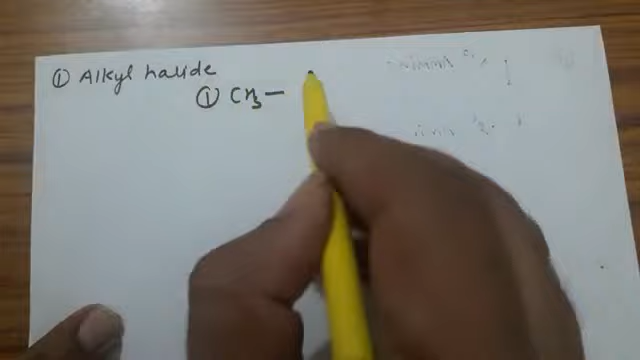 ① Alkyl halide
① CH3 —